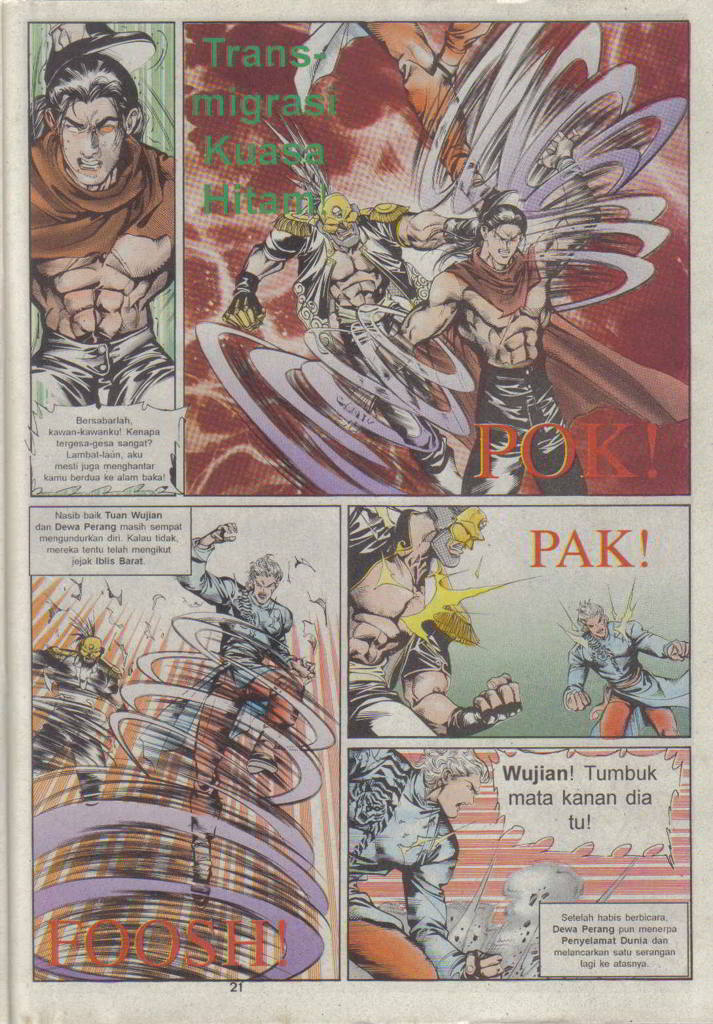 Bersabarlah,
kawan-kawanku! Kenapa
tergesa-gesa sangat?
Lambat-laun, aku
mesti juga menghantar
kamu berdua ke alam baka!
Trans-
migrasi
Kuasa
Hitam!
POK!
Nasib baik Tuan Wujian
dan Dewa Perang masih sempat
mengundurkan diri. Kalau tidak,
mereka tentu telah mengikut
jejak Iblis Barat.
FOOSH!
PAK!
Wujian! Tumbuk
mata kanan dia
tu!
Setelah habis berbicara,
Dewa Perang pun menerpa
Penyelamat Dunia dan
melancarkan satu serangan
lagi ke atasnya.
21